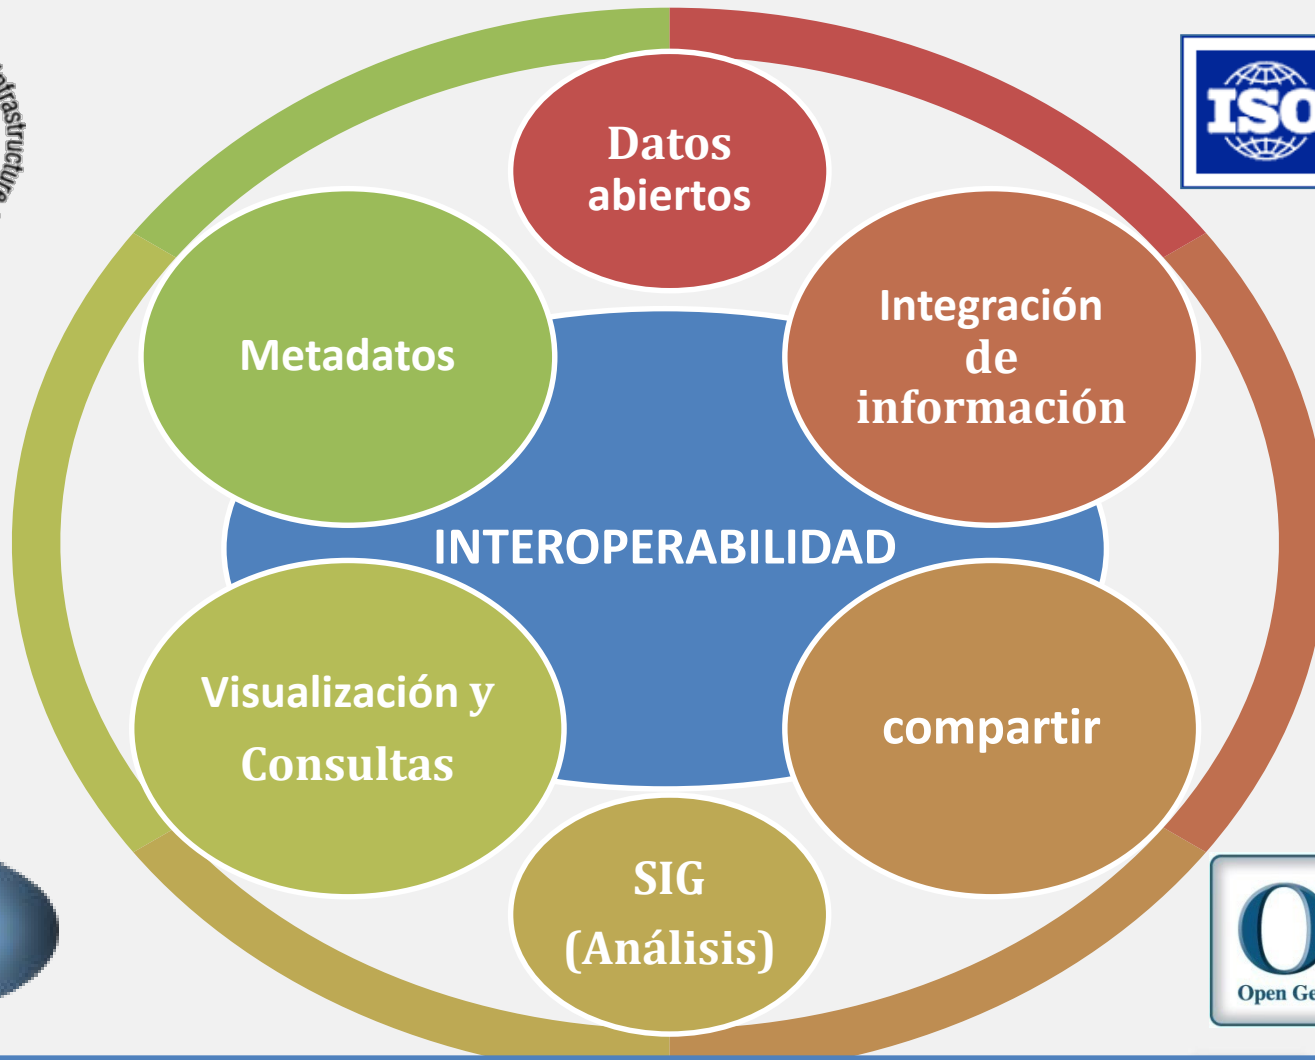 Datos
abiertos
ISO
Metadatos
Integración
de
información
INTEROPERABILIDAD
Visualización y
Consultas
compartir
SIG
(Análisis)
Open Ge